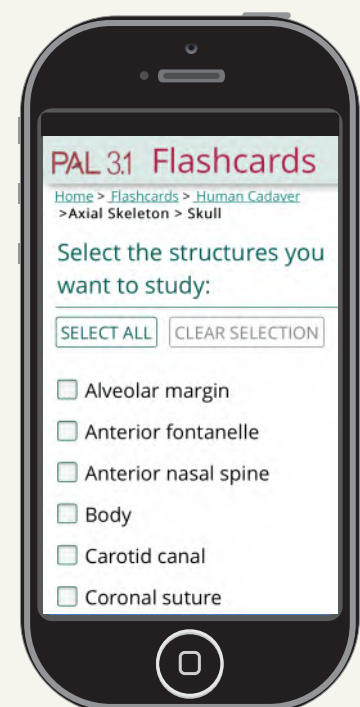 PAL 3.1 Flashcards
Home > Flashcards > Human Cadaver
>Axial Skeleton > Skull
Select the structures you
want to study:
SELECT ALL CLEAR SELECTION
Alveolar margin
Anterior fontanelle
Anterior nasal spine
Body
Carotid canal
Coronal suture